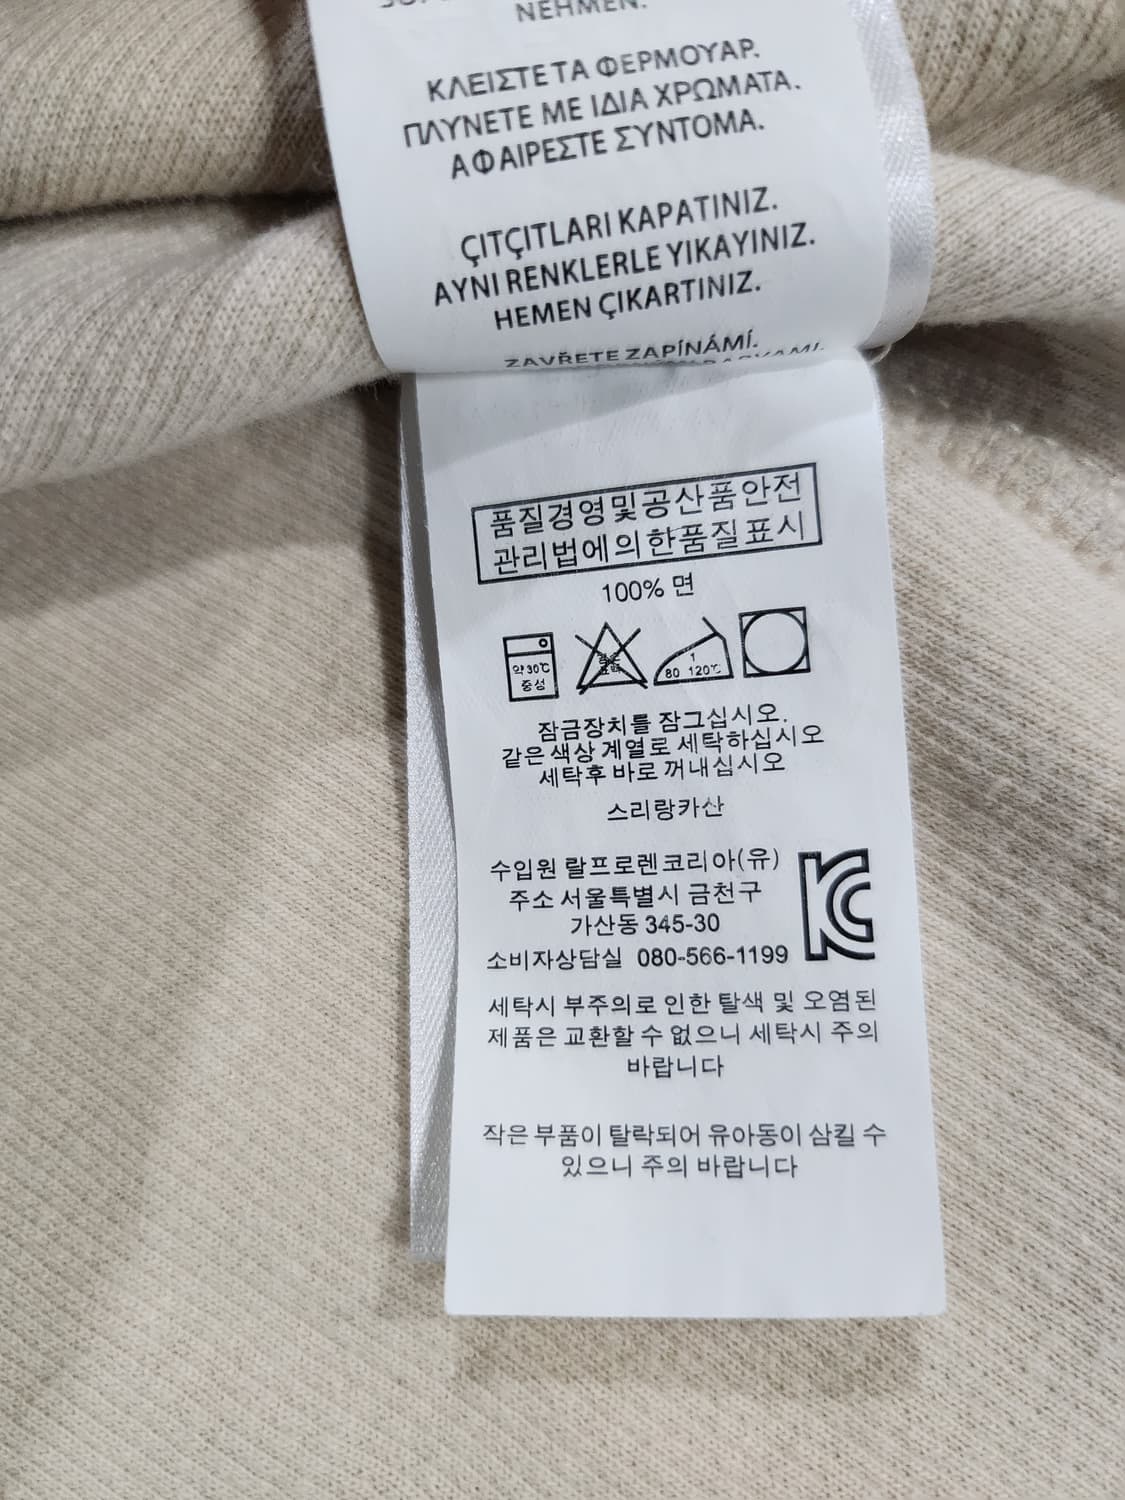 NEHMEN.
ΚΛΕΙΣΤΕ ΤΑ ΦΕΡΜΟΥΑΡ.
ΠΛΥΝΕΤΕ ΜΕ ΙΔΙΑ ΧΡΩΜΑΤΑ.
ΑΦΑΙΡΕΣΤΕ ΣΥΝΤΟΜΑ.
ÇITÇITLARI KAPATINIZ.
AYNI RENKLERLE YIKAYINIZ.
HEMEN ÇIKARTINIZ.
ZAVŘETE ZAPÍNÁMÍ.
품질경영및공산품안전
관리법에의한품질표시
100% 면
약30℃
중성
1
80 120℃
잠금장치를 잠그십시오.
같은 색상 계열로 세탁하십시오
세탁후 바로 꺼내십시오
스리랑카산
수입원 랄프로렌코리아(유)
주소 서울특별시 금천구
가산동 345-30
소비자상담실 080-566-1199
KC
세탁시 부주의로 인한 탈색 및 오염된
제품은 교환할 수 없으니 세탁시 주의
바랍니다
작은 부품이 탈락되어 유아동이 삼킬 수
있으니 주의 바랍니다